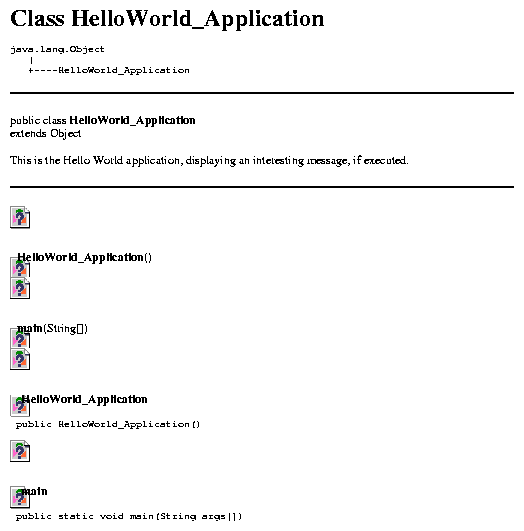 Class HelloWorld_Application
java.lang.Object
|
+----HelloWorld_Application
public class HelloWorld_Application
extends Object
This is the Hello World application, displaying an interesting message, if executed.
HelloWorld_Application()
main(String[])
HelloWorld_Application
public HelloWorld_Application()
main
public static void main(String args[])